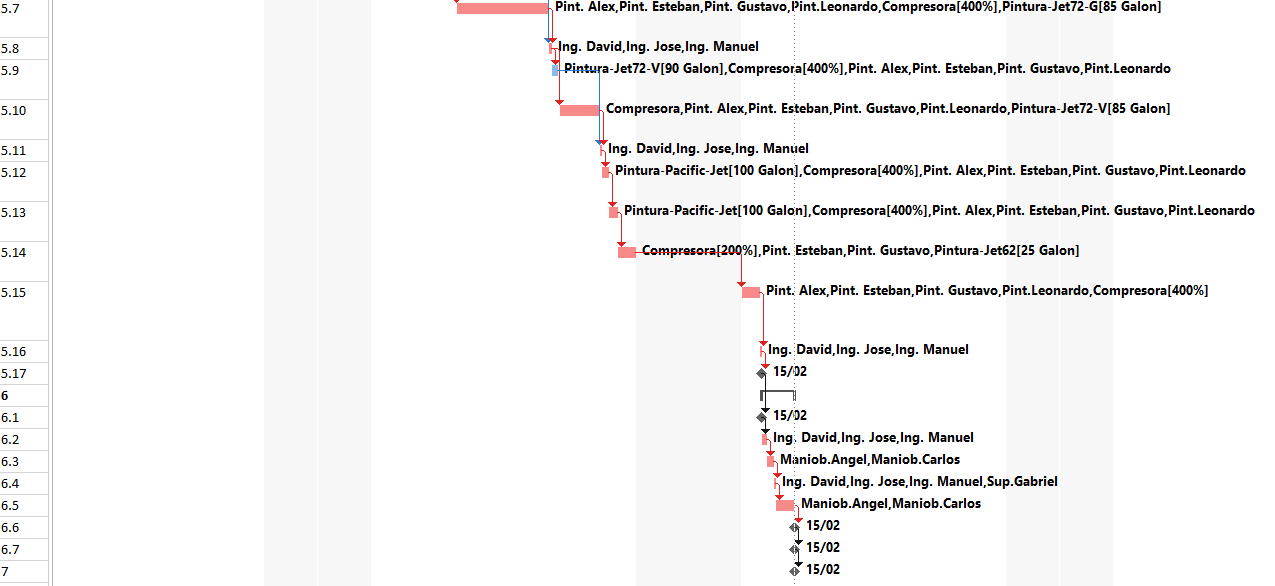 5.7 Pint. Alex,Pint. Esteban,Pint. Gustavo,Pint.Leonardo,Compresora[400%],Pintura-Jet72-G[85 Galon]
5.8 Ing. David,Ing. Jose,Ing. Manuel
5.9 Pintura-Jet72-V[90 Galon],Compresora[400%],Pint. Alex,Pint. Esteban,Pint. Gustavo,Pint.Leonardo
5.10 Compresora,Pint. Alex,Pint. Esteban,Pint. Gustavo,Pint.Leonardo,Pintura-Jet72-V[85 Galon]
5.11 Ing. David,Ing. Jose,Ing. Manuel
5.12 Pintura-Pacific-Jet[100 Galon],Compresora[400%],Pint. Alex,Pint. Esteban,Pint. Gustavo,Pint.Leonardo
5.13 Pintura-Pacific-Jet[100 Galon],Compresora[400%],Pint. Alex,Pint. Esteban,Pint. Gustavo,Pint.Leonardo
5.14 Compresora[200%],Pint. Esteban,Pint. Gustavo,Pintura-Jet62[25 Galon]
5.15 Pint. Alex,Pint. Esteban,Pint. Gustavo,Pint.Leonardo,Compresora[400%]
5.16 Ing. David,Ing. Jose,Ing. Manuel
5.17 15/02
6
6.1 15/02
6.2 Ing. David,Ing. Jose,Ing. Manuel
6.3 Maniob.Angel,Maniob.Carlos
6.4 Ing. David,Ing. Jose,Ing. Manuel,Sup.Gabriel
6.5 Maniob.Angel,Maniob.Carlos
6.6 15/02
6.7 15/02
7 15/02